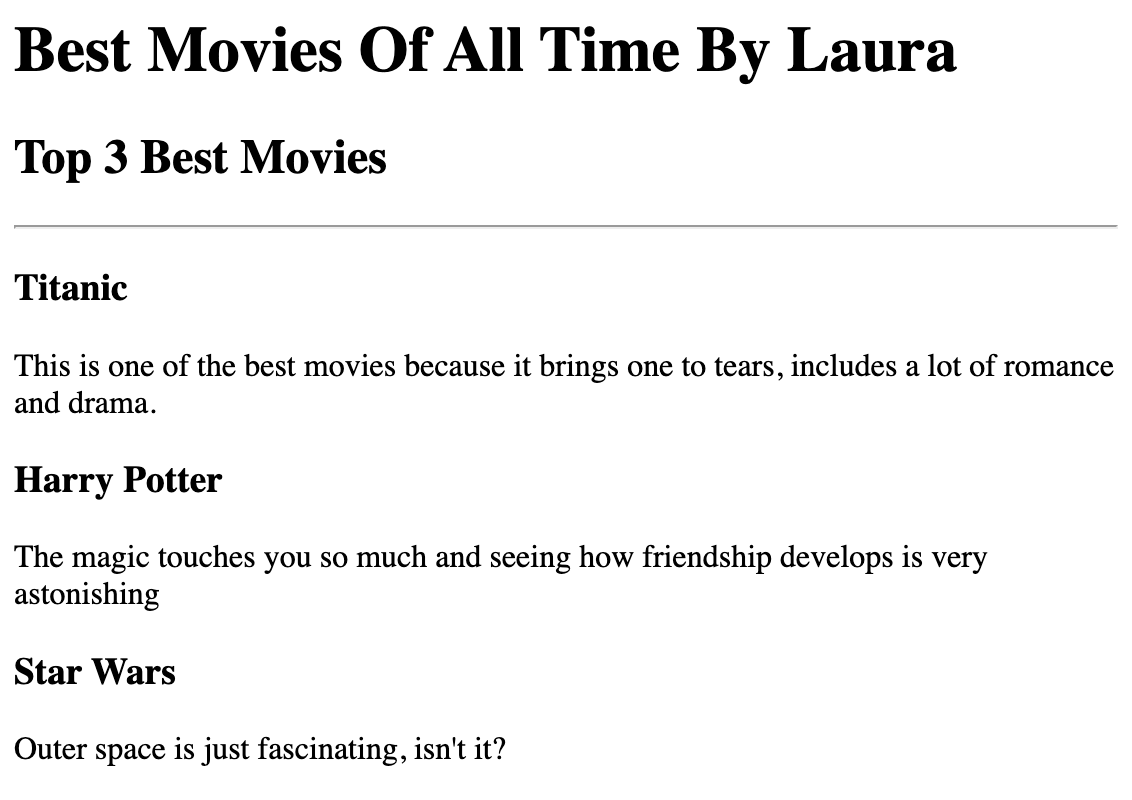 Best Movies Of All Time By Laura
Top 3 Best Movies
Titanic
This is one of the best movies because it brings one to tears, includes a lot of romance
and drama.
Harry Potter
The magic touches you so much and seeing how friendship develops is very
astonishing
Star Wars
Outer space is just fascinating, isn't it?